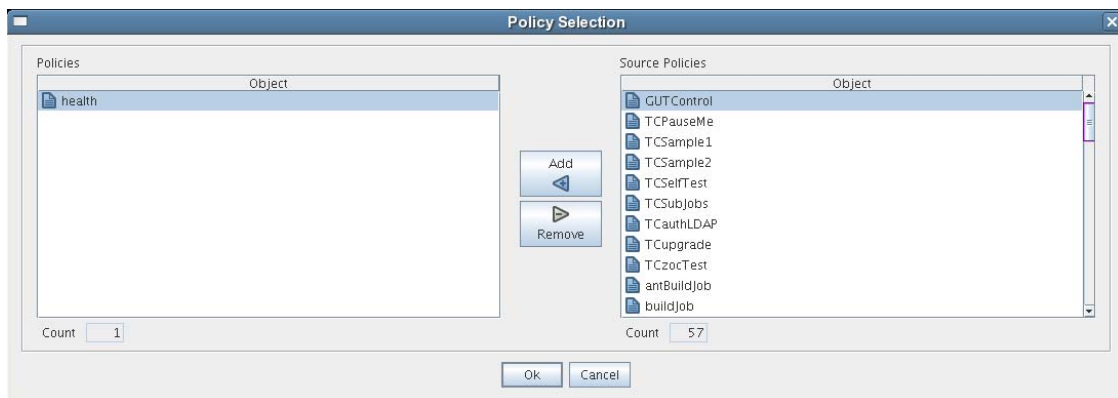 Policy Selection
Policies
Source Policies
Object
Object
health
GUTControl
TCPauseMe
TCSample1
TCSample2
TCSelfTest
TCSubJobs
TCauthLDAP
TCupgrade
TCzocTest
antBuildJob
buildJob
Add
Remove
Count 1
Count 57
Ok Cancel